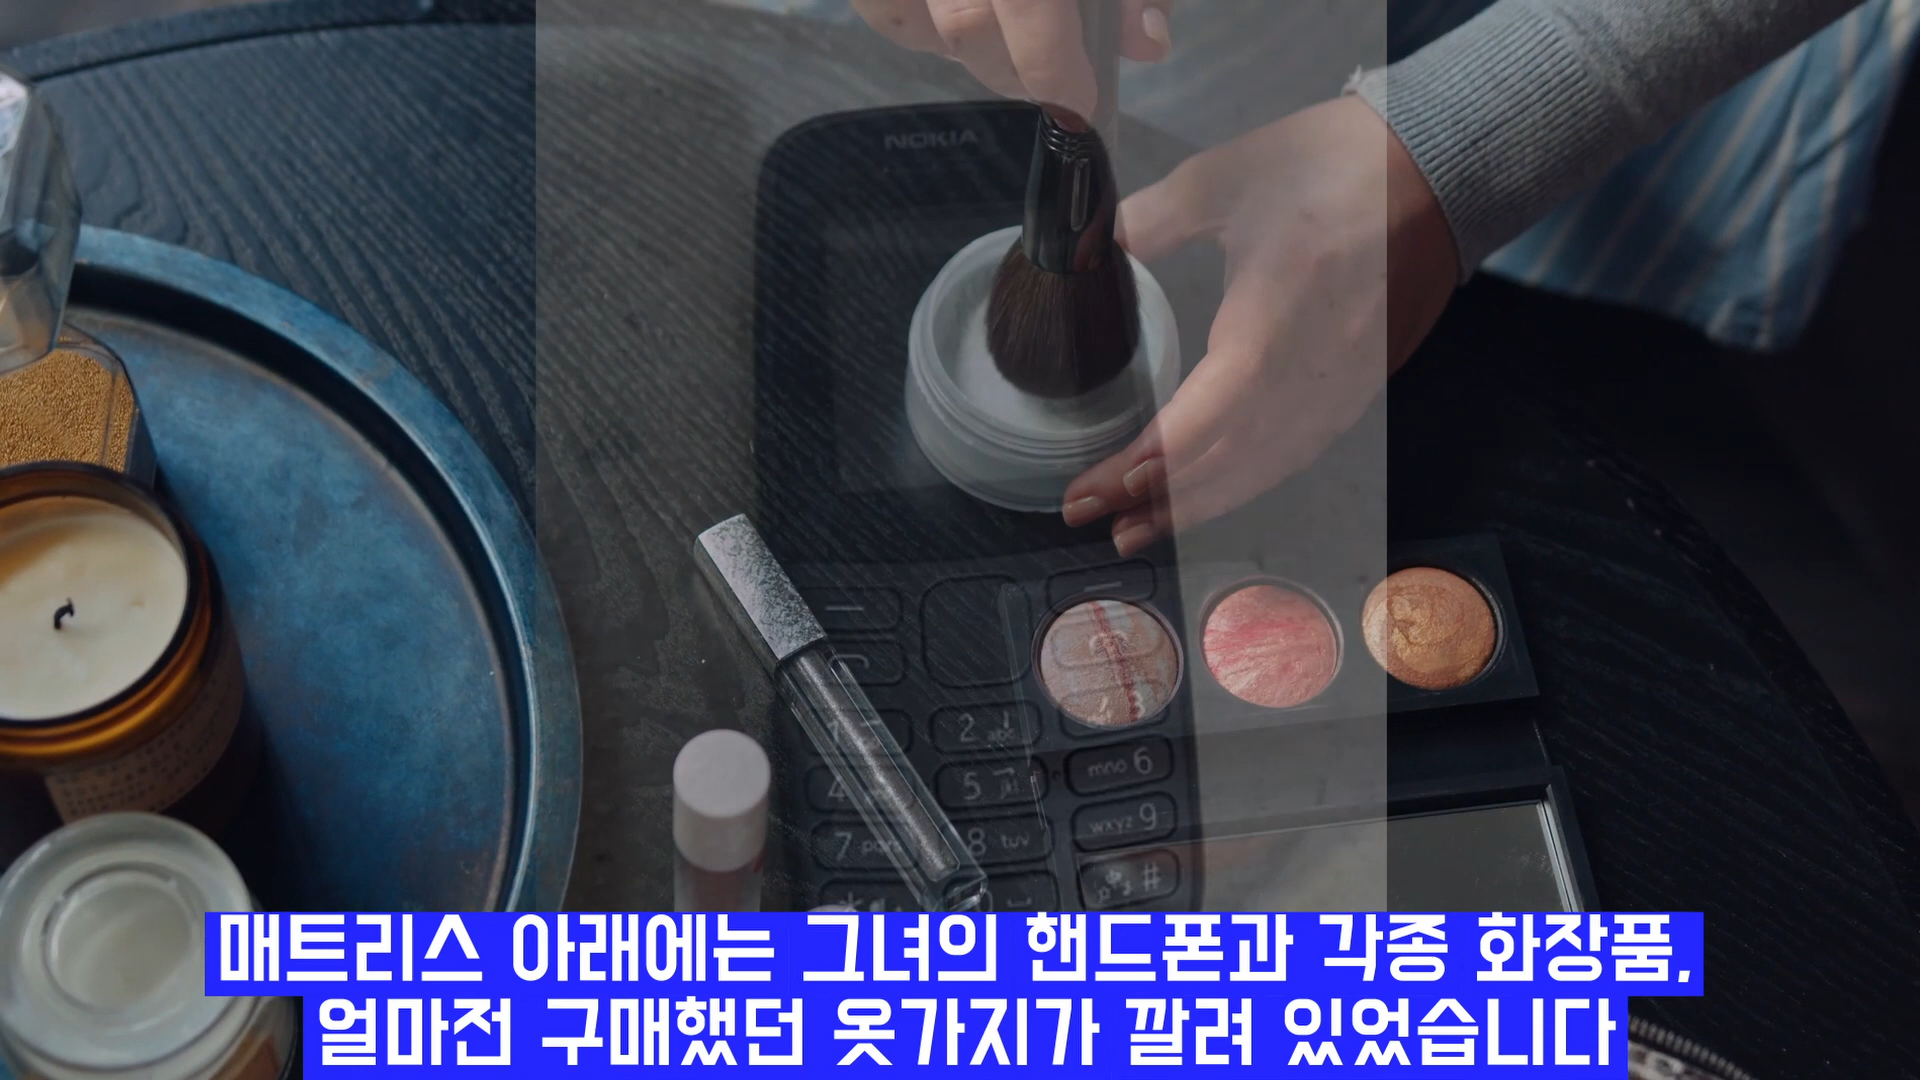 NOKIA
2 abc
mno 6
4
5
wxyz 9
7
8 tuv
#
매트리스 아래에는 그녀의 핸드폰과 각종 화장품,
얼마전 구매했던 옷가지가 깔려 있었습니다